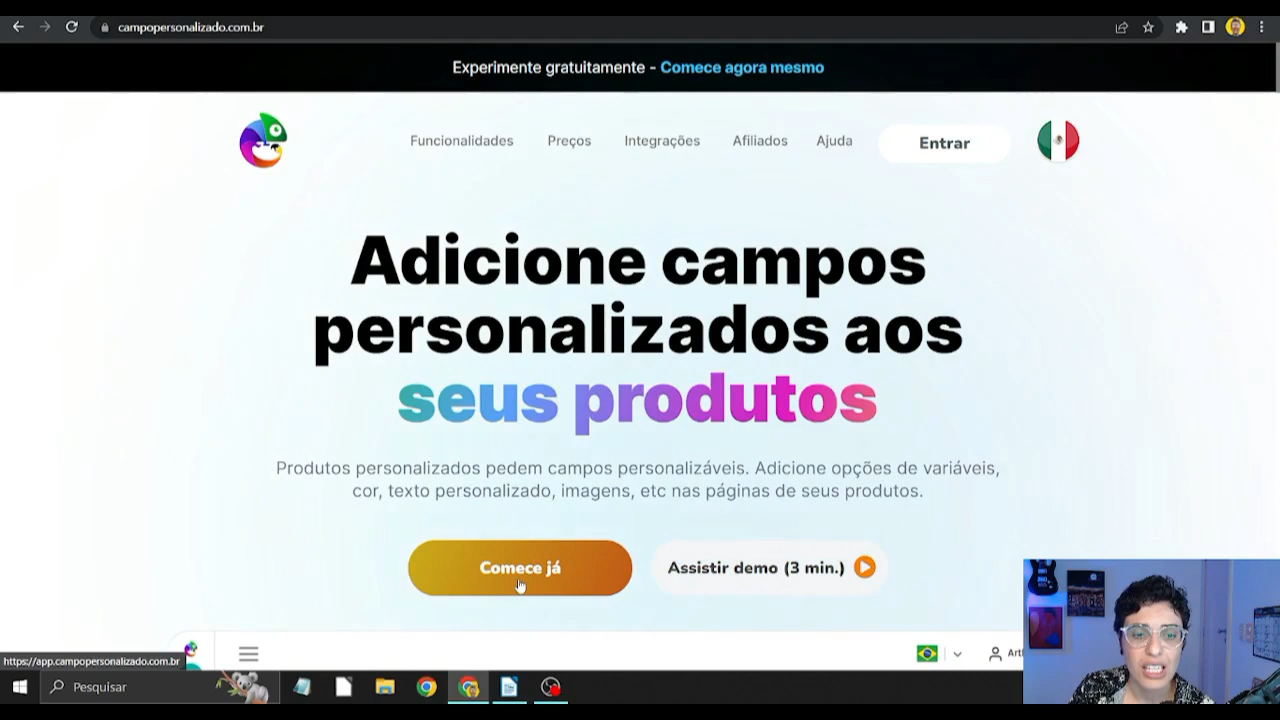 campopersonalizado.com.br
Experimente gratuitamente - Comece agora mesmo
Funcionalidades Preços Integrações Afiliados Ajuda Entrar
Adicione campos
personalizados aos
seus produtos
Produtos personalizados pedem campos personalizáveis. Adicione opções de variáveis,
cor, texto personalizado, imagens, etc nas páginas de seus produtos.
Comece já Assistir demo (3 min.)
https://app.campopersonalizado.com.br
Pesquisar